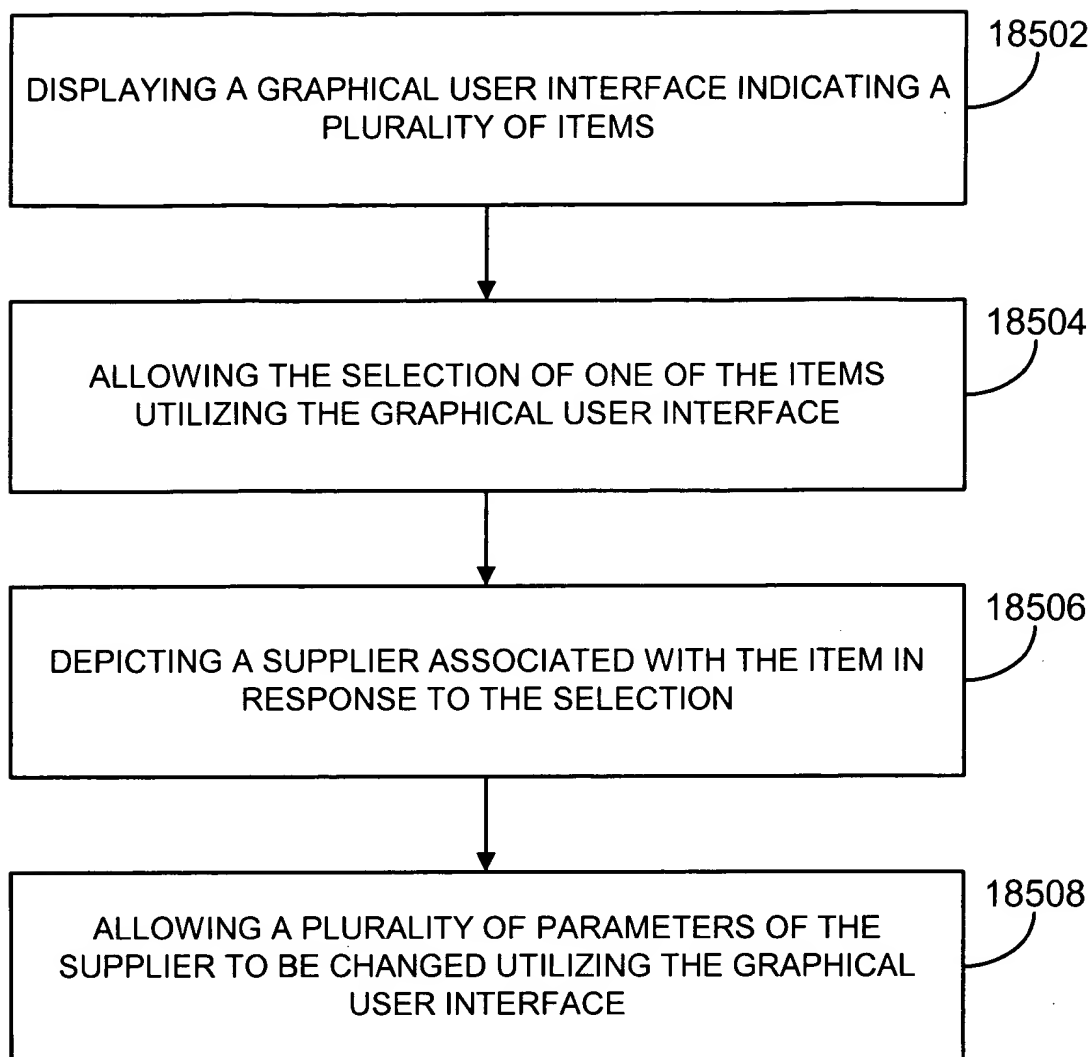 18502
DISPLAYING A GRAPHICAL USER INTERFACE INDICATING A
PLURALITY OF ITEMS
18504
ALLOWING THE SELECTION OF ONE OF THE ITEMS
UTILIZING THE GRAPHICAL USER INTERFACE
18506
DEPICTING A SUPPLIER ASSOCIATED WITH THE ITEM IN
RESPONSE TO THE SELECTION
18508
ALLOWING A PLURALITY OF PARAMETERS OF THE
SUPPLIER TO BE CHANGED UTILIZING THE GRAPHICAL
USER INTERFACE